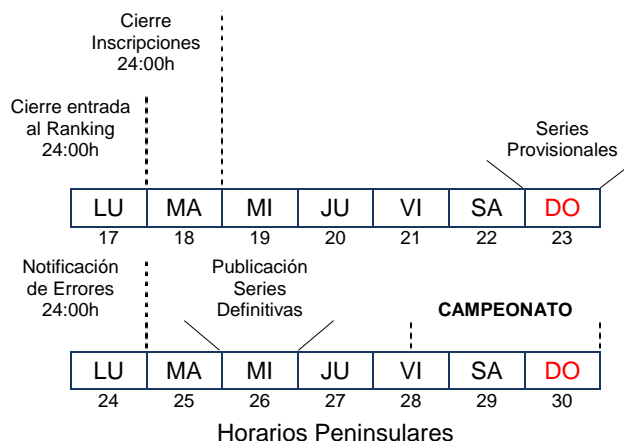 Cierre
Inscripciones
24:00h
Cierre entrada
al Ranking
24:00h
Series
Provisionales
LU MA MI JU VI SA DO
17 18 19 20 21 22 23
Notificación
de Errores
24:00h
Publicación
Series
Definitivas
CAMPEONATO
LU MA MI JU VI SA DO
24 25 26 27 28 29 30
Horarios Peninsulares